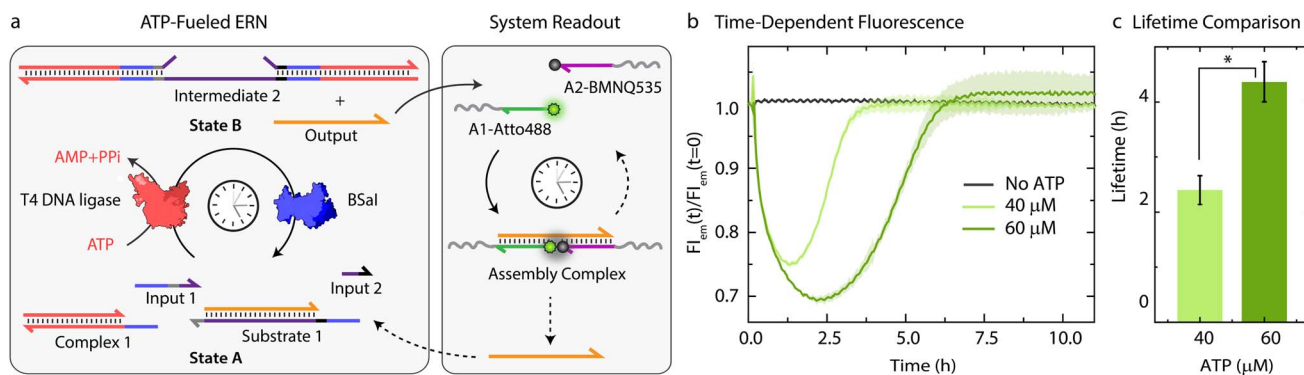 a
ATP-Fueled ERN
System Readout
Intermediate 2
+
State B
Output
AMP+PPi
T4 DNA ligase
ATP
BSaI
Input 1
Input 2
Complex 1
Substrate 1
State A
A2-BMNQ535
A1-Atto488
Assembly Complex
b Time-Dependent Fluorescence
FI_em(t)/FI_em(t=0)
1.0
0.9
0.8
0.7
0.0
2.5
5.0
7.5
10.0
Time (h)
No ATP
40 µM
60 µM
c Lifetime Comparison
*
Lifetime (h)
4
2
0
40
60
ATP (µM)